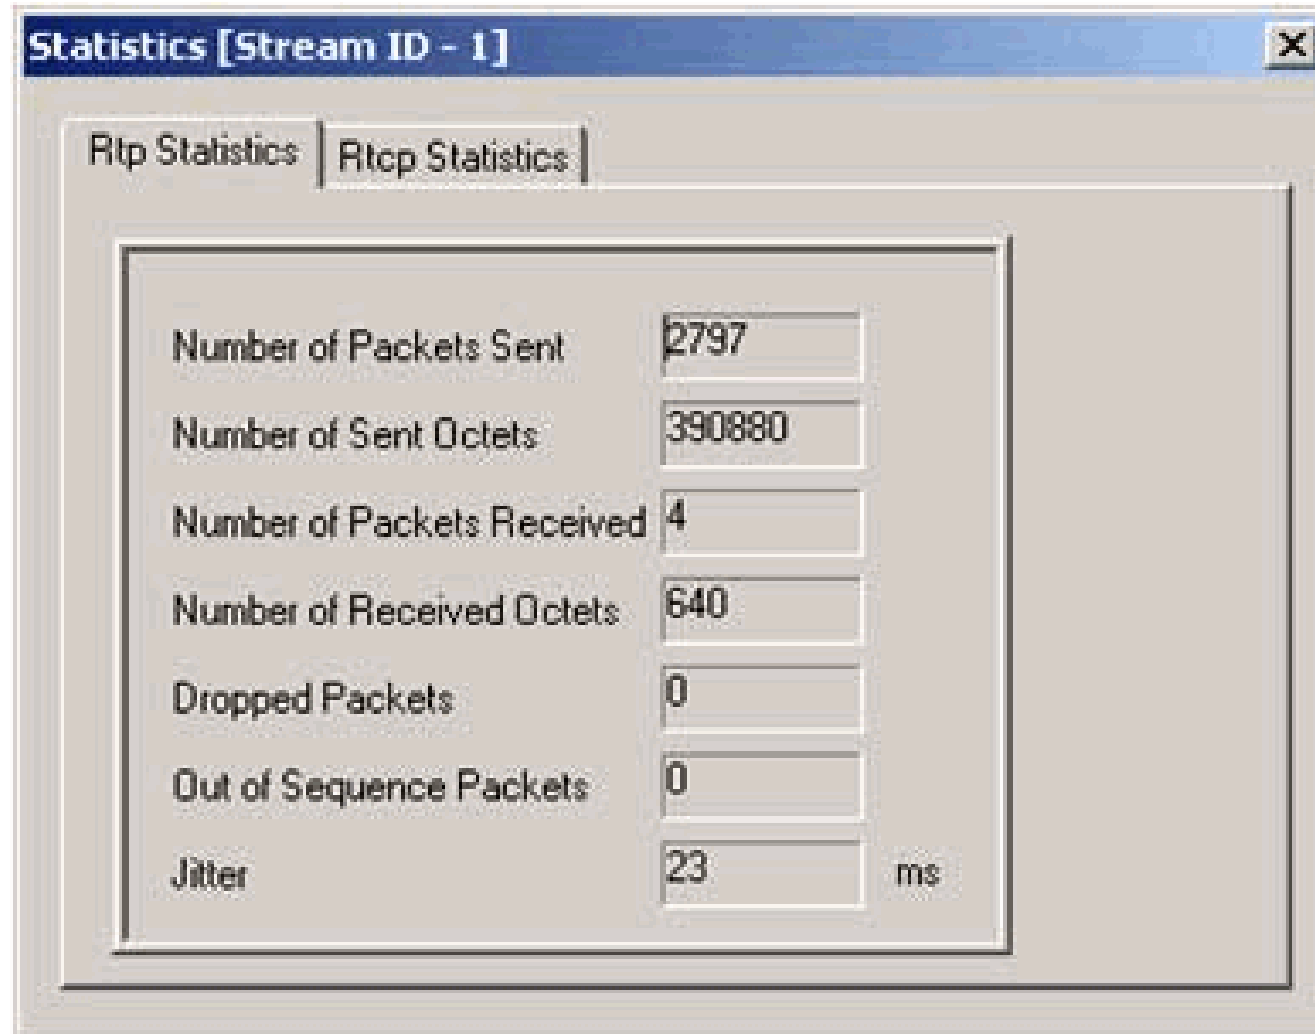 Statistics [Stream ID - 1]
Rtp Statistics Rtcp Statistics
Number of Packets Sent 2797
Number of Sent Octets 390880
Number of Packets Received 4
Number of Received Octets 640
Dropped Packets 0
Out of Sequence Packets 0
Jitter 23 ms